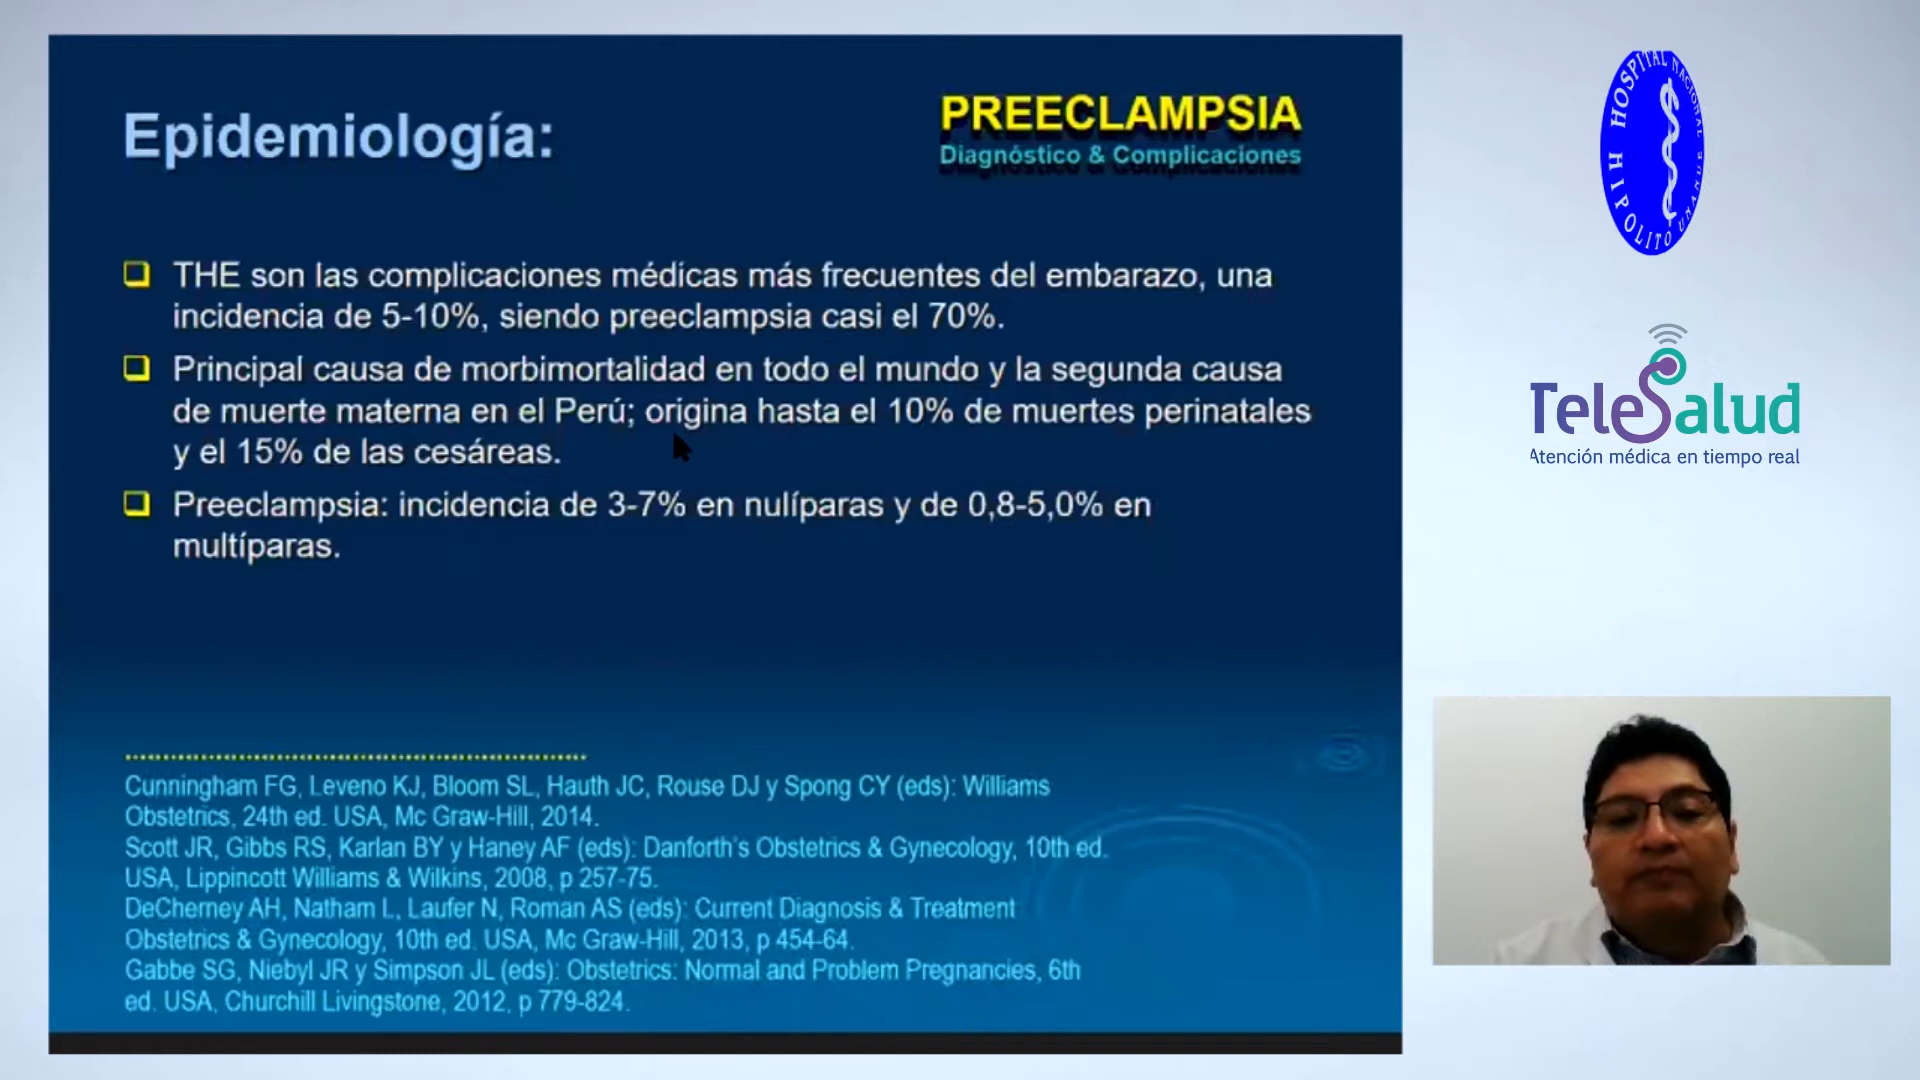 Epidemiología:
PREECLAMPSIA
Diagnóstico & Complicaciones
THE son las complicaciones médicas más frecuentes del embarazo, una
incidencia de 5-10%, siendo preeclampsia casi el 70%.
Principal causa de morbimortalidad en todo el mundo y la segunda causa
de muerte materna en el Perú; origina hasta el 10% de muertes perinatales
y el 15% de las cesáreas.
Preeclampsia: incidencia de 3-7% en nulíparas y de 0,8-5,0% en
multíparas.
Cunningham FG, Leveno KJ, Bloom SL, Hauth JC, Rouse DJ y Spong CY (eds): Williams
Obstetrics, 24th ed. USA, Mc Graw-Hill, 2014.
Scott JR, Gibbs RS, Karlan BY y Haney AF (eds): Danforth's Obstetrics & Gynecology, 10th ed.
USA, Lippincott Williams & Wilkins, 2008, p 257-75.
DeCherney AH, Natham L, Laufer N, Roman AS (eds): Current Diagnosis & Treatment
Obstetrics & Gynecology, 10th ed. USA, Mc Graw-Hill, 2013, p 454-64.
Gabbe SG, Niebyl JR y Simpson JL (eds): Obstetrics: Normal and Problem Pregnancies, 6th
ed. USA, Churchill Livingstone, 2012, p 779-824.
HOSPITAL NACIONAL
HIPOLITO UNANUE
TeleSalud
Atención médica en tiempo real